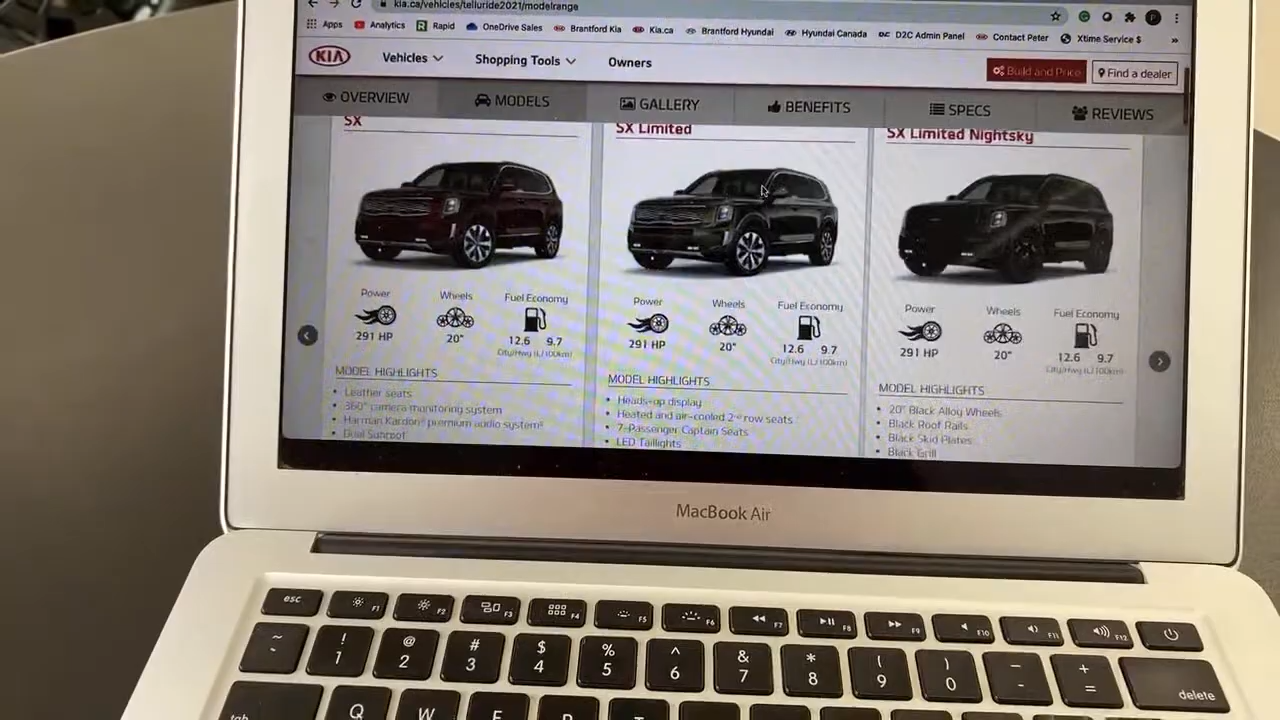 kia.ca/vehicles/telluride2021/modelrange
Apps Analytics Rapid OneDrive Sales Brantford Kia Kia.ca Brantford Hyundai Hyundai Canada D2C Admin Panel Contact Peter Xtime Service $ »
KIA Vehicles Shopping Tools Owners Build and Price Find a dealer
OVERVIEW MODELS GALLERY BENEFITS SPECS REVIEWS
SX
Power Wheels Fuel Economy
291 HP 20" 12.6 9.7
City/Hwy (L/100km)
MODEL HIGHLIGHTS
• Leather seats
• 360° camera monitoring system
• Harman Kardon® premium audio system
• Dual Sunroof
SX Limited
Power Wheels Fuel Economy
291 HP 20" 12.6 9.7
City/Hwy (L/100km)
MODEL HIGHLIGHTS
• Heads-up display
• Heated and air-cooled 2ⁿᵈ row seats
• 7-Passenger Captain Seats
• LED Taillights
SX Limited Nightsky
Power Wheels Fuel Economy
291 HP 20" 12.6 9.7
City/Hwy (L/100km)
MODEL HIGHLIGHTS
• 20" Black Alloy Wheels
• Black Roof Rails
• Black Skid Plates
• Black Grill
MacBook Air
esc F1 F2 F3 F4 F5 F6 F7 F8 F9 F10 F11 F12
~ ! @ # $ % ^ & * ( ) _ +
1 2 3 4 5 6 7 8 9 0 - = delete
tab Q W